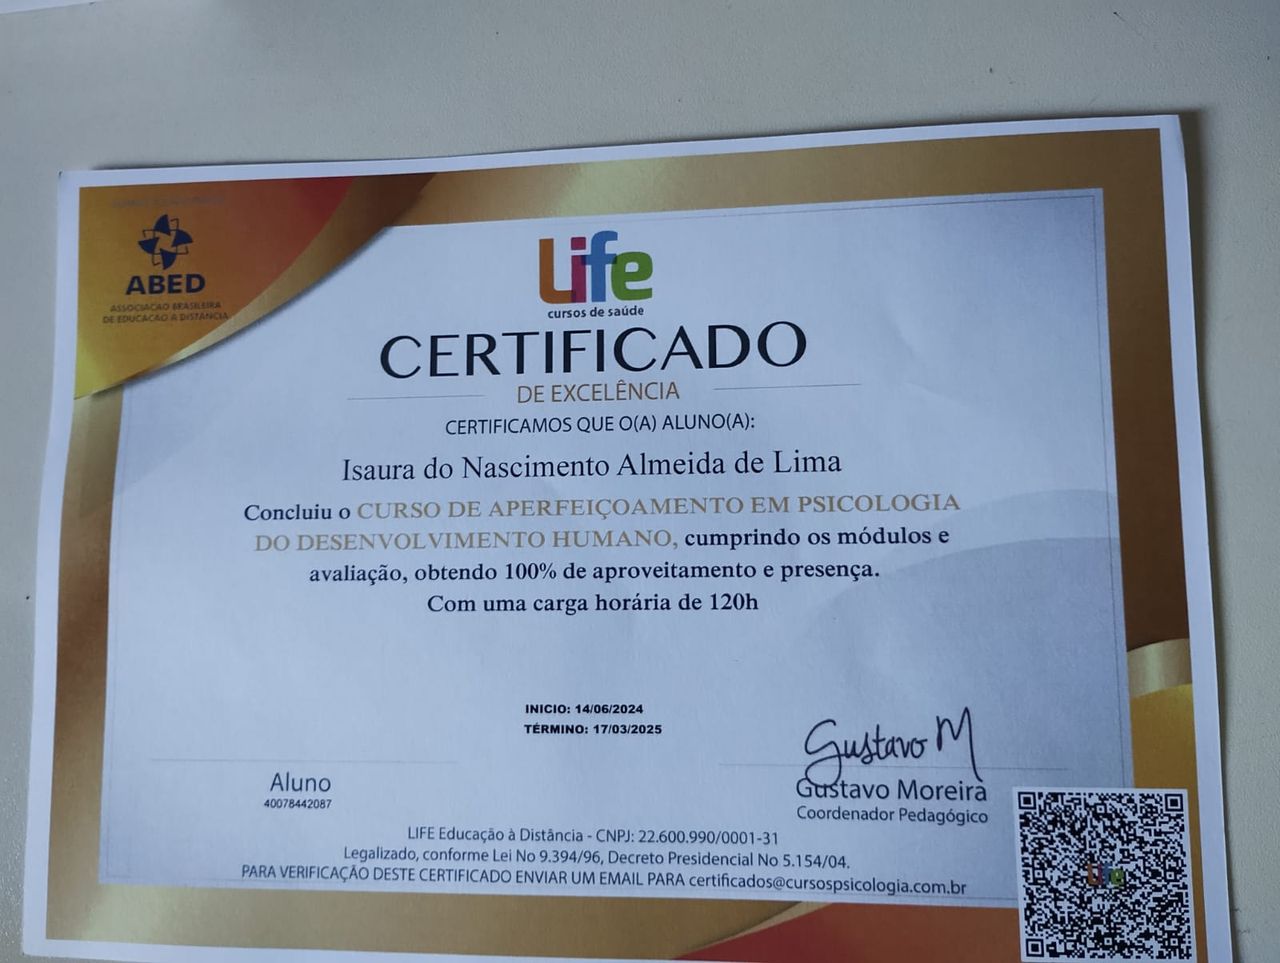 ABED
ASSOCIAÇÃO BRASILEIRA
DE EDUCAÇÃO A DISTÂNCIA
Life
cursos de saúde
CERTIFICADO
DE EXCELÊNCIA
CERTIFICAMOS QUE O(A) ALUNO(A):
Isaura do Nascimento Almeida de Lima
Concluiu o CURSO DE APERFEIÇOAMENTO EM PSICOLOGIA
DO DESENVOLVIMENTO HUMANO, cumprindo os módulos e
avaliação, obtendo 100% de aproveitamento e presença.
Com uma carga horária de 120h
INICIO: 14/06/2024
TÉRMINO: 17/03/2025
Gustavo M
Aluno
40078442087
Gustavo Moreira
Coordenador Pedagógico
LIFE Educação à Distância - CNPJ: 22.600.990/0001-31
Legalizado, conforme Lei No 9.394/96, Decreto Presidencial No 5.154/04.
PARA VERIFICAÇÃO DESTE CERTIFICADO ENVIAR UM EMAIL PARA certificados@cursospsicologia.com.br
Life